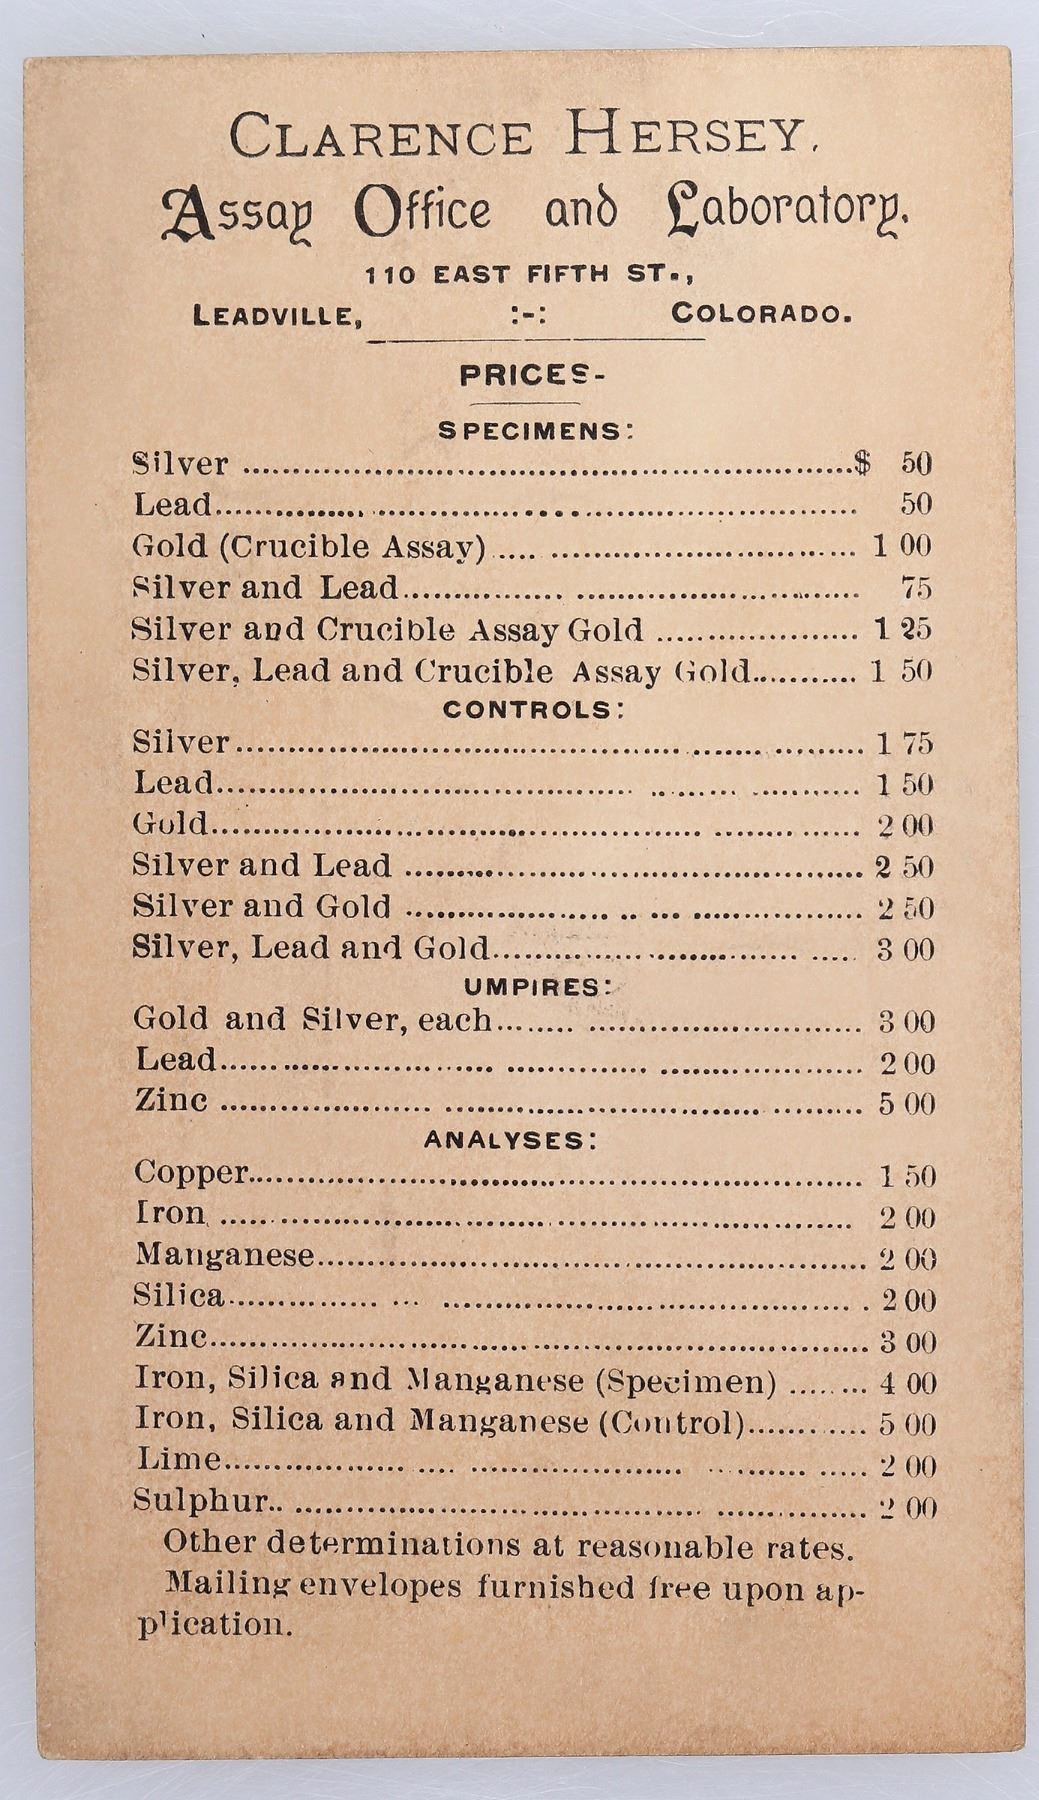 CLARENCE HERSEY.
Assay Office and Laboratory.
110 EAST FIFTH ST.,
LEADVILLE, :-: COLORADO.
PRICES-
SPECIMENS:
Silver ........................................$ 50
Lead........................................ 50
Gold (Crucible Assay) ........................ 1 00
Silver and Lead.............................. 75
Silver and Crucible Assay Gold .................... 1 25
Silver, Lead and Crucible Assay Gold............ 1 50
CONTROLS:
Silver........................................ 1 75
Lead........................................ 1 50
Gold........................................ 2 00
Silver and Lead .............................. 2 50
Silver and Gold .............................. 2 50
Silver, Lead and Gold.............................. 3 00
UMPIRES:
Gold and Silver, each.............................. 3 00
Lead........................................ 2 00
Zinc ........................................ 5 00
ANALYSES:
Copper........................................ 1 50
Iron ........................................ 2 00
Manganese........................................ 2 00
Silica........................................ 2 00
Zinc........................................ 3 00
Iron, Silica and Manganese (Specimen) ........ 4 00
Iron, Silica and Manganese (Control)............ 5 00
Lime........................................ 2 00
Sulphur........................................ 2 00
Other determinations at reasonable rates.
Mailing envelopes furnished free upon ap-
plication.